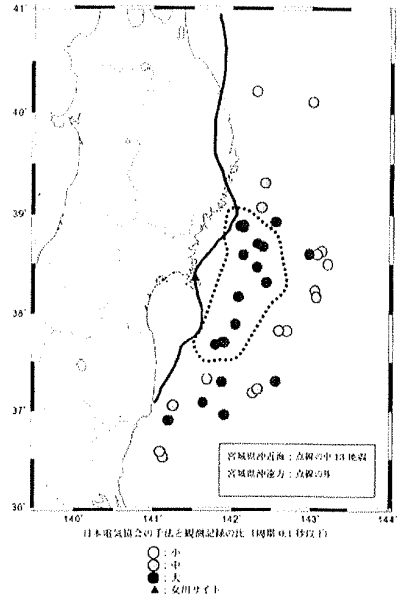 41°
40°
39°
38°
37°
36°
宮城県沖近海：点線の中 13 地震
宮城県沖遠方：点線の外
140°
141°
142°
143°
144°
日本電気協会の手法と観測記録の比（周期 0.1 秒以下）
○：小
○：中
●：大
▲：女川サイト